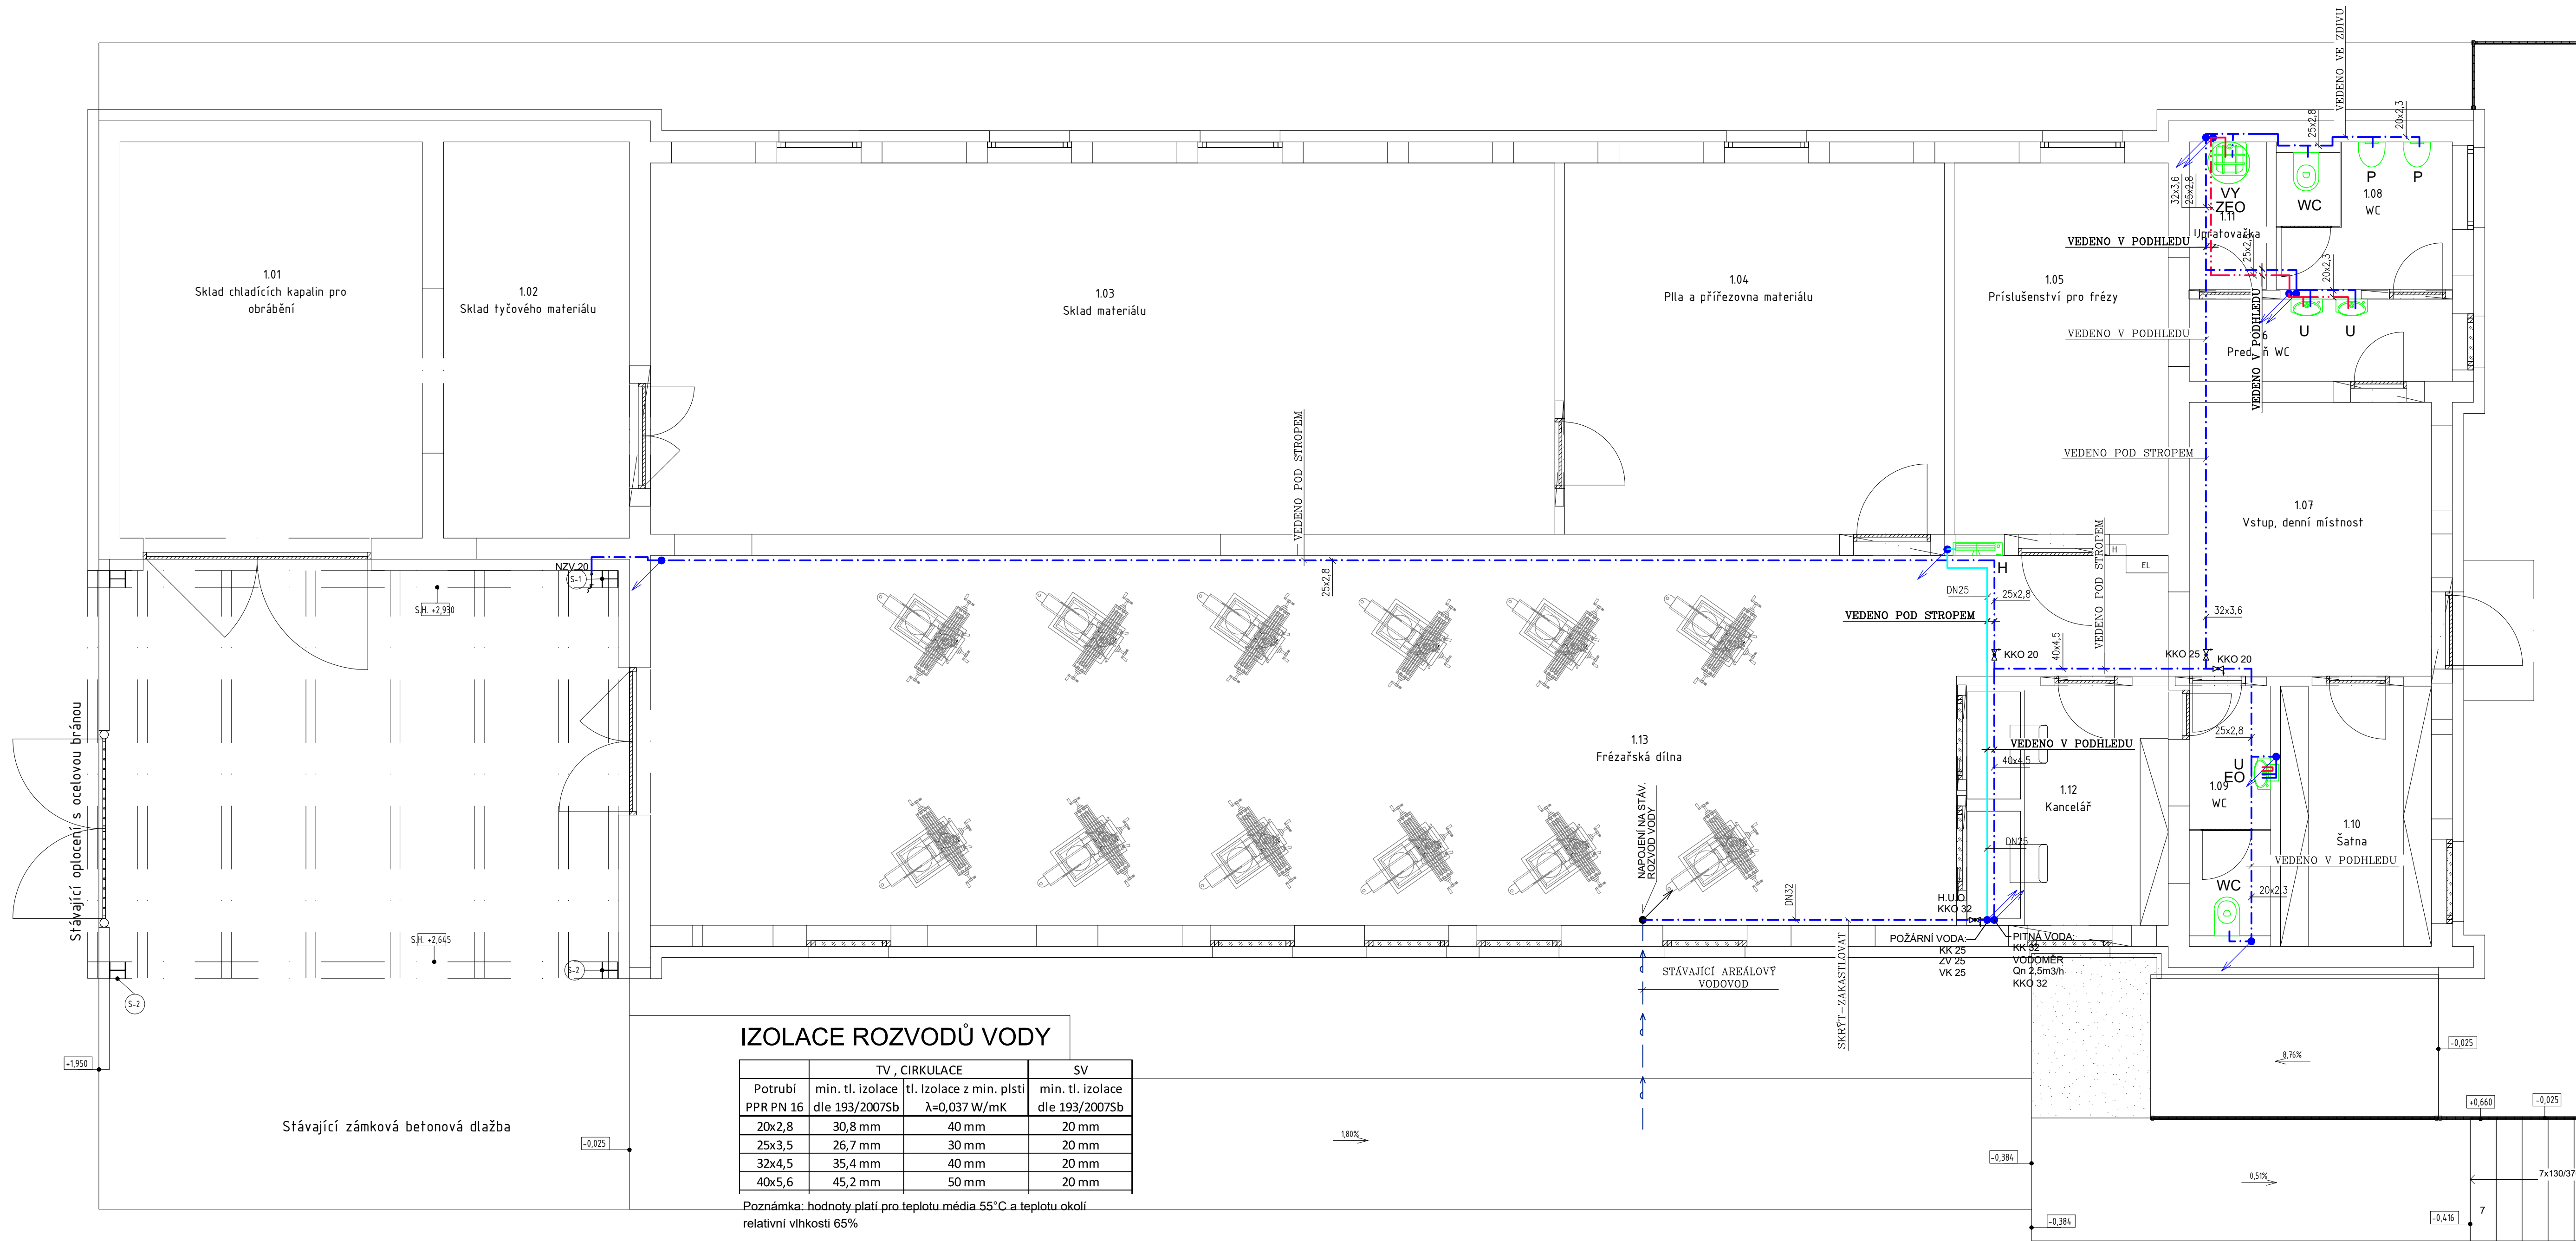 VEDENO VE ZDIVU
25x2,8
20x2,3
1.01
Sklad chladících kapalin pro
obrábění
1.02
Sklad tyčového materiálu
1.03
Sklad materiálu
1.04
PIla a přířezovna materiálu
1.05
Príslušenství pro frézy
32x3,6
25x2,8
VY
ZEO
1.11
WC
P
P
1.08
WC
VEDENO V PODHLEDU
20x2,3
VEDENO V PODHLEDU
VEDENO V PODHLEDU
U
U
VEDENO POD STROPEM
VEDENO POD STROPEM
1.07
Vstup, denní místnost
VEDENO POD STROPEM
NZV 20
S-1
S.H. +2,930
25x2,8
H
H
EL
DN25
25x2,8
VEDENO POD STROPEM
32x3,6
KKO 20
40x4,5
KKO 25
KKO 20
Stávající oplocení s ocelovou bránou
1.13
Frézařská dílna
VEDENO V PODHLEDU
40x4,5
25x2,8
U
EO
1.09
WC
1.12
Kancelář
1.10
Šatna
DN25
VEDENO V PODHLEDU
WC
20x2,3
NAPOJENÍ NA STÁV.
ROZVOD VODY
DN32
H.U.O.
KKO 32
S.H. +2,645
S-2
S-2
POŽÁRNÍ VODA:
KK 25
ZV 25
VK 25
PITNÁ VODA:
KK 32
VODOMĚR
Qn 2,5m3/h
KKO 32
STÁVAJÍCÍ AREÁLOVÝ
VODOVOD
SKRÝT-ZAKASTLOVAT
+1,950
Stávající zámková betonová dlažba
-0,025
IZOLACE ROZVODŮ VODY
TV , CIRKULACE SV
Potrubí min. tl. izolace tl. Izolace z min. plsti min. tl. izolace
PPR PN 16 dle 193/2007Sb λ=0,037 W/mK dle 193/2007Sb
20x2,8 30,8 mm 40 mm 20 mm
25x3,5 26,7 mm 30 mm 20 mm
32x4,5 35,4 mm 40 mm 20 mm
40x5,6 45,2 mm 50 mm 20 mm
Poznámka: hodnoty platí pro teplotu média 55°C a teplotu okolí
relativní vlhkosti 65%
1,80%
8,76%
-0,025
+0,660
-0,025
-0,384
0,51%
7x130/37
7
-0,384
-0,416